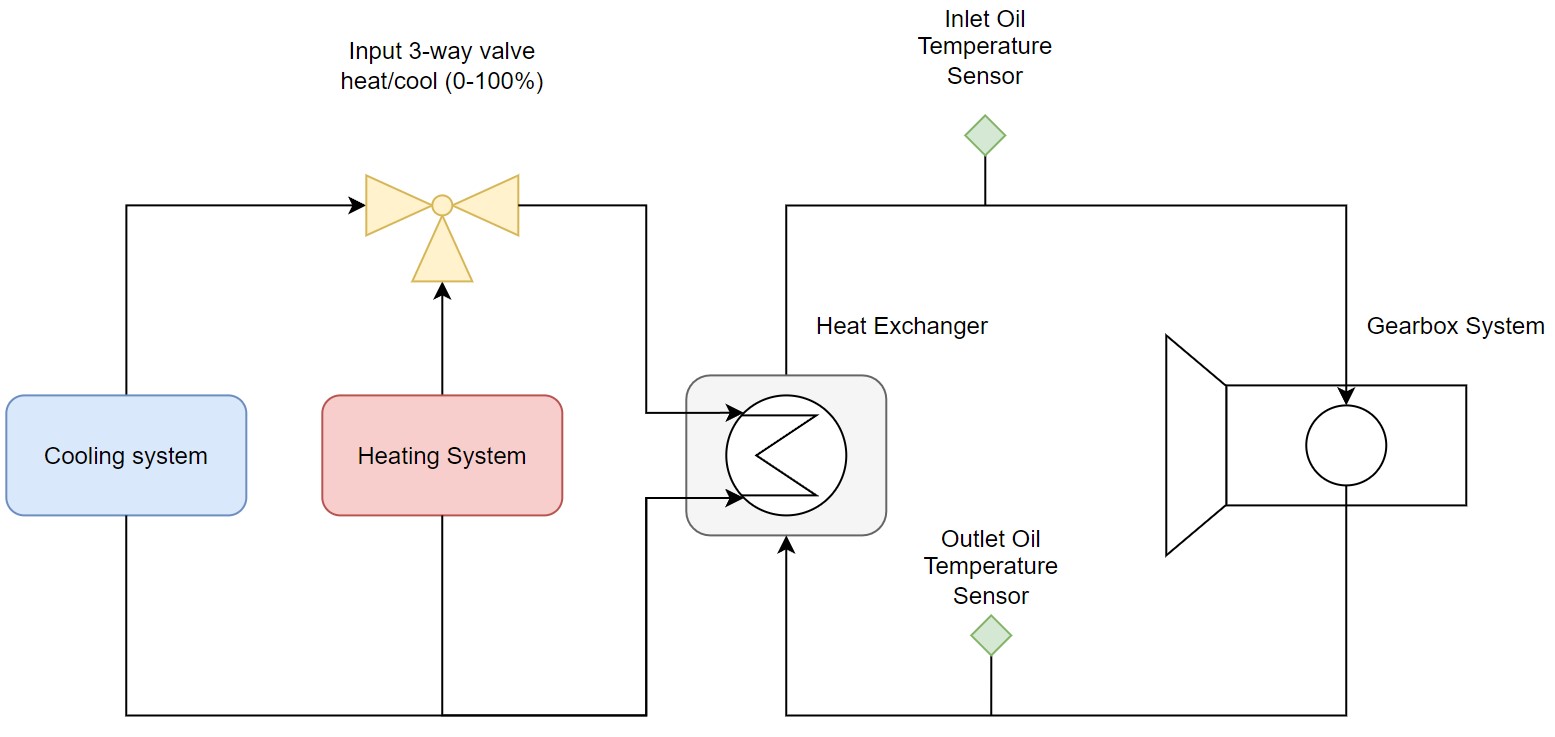 Input 3-way valve
heat/cool (0-100%)
Inlet Oil
Temperature
Sensor
Heat Exchanger
Gearbox System
Cooling system
Heating System
Outlet Oil
Temperature
Sensor